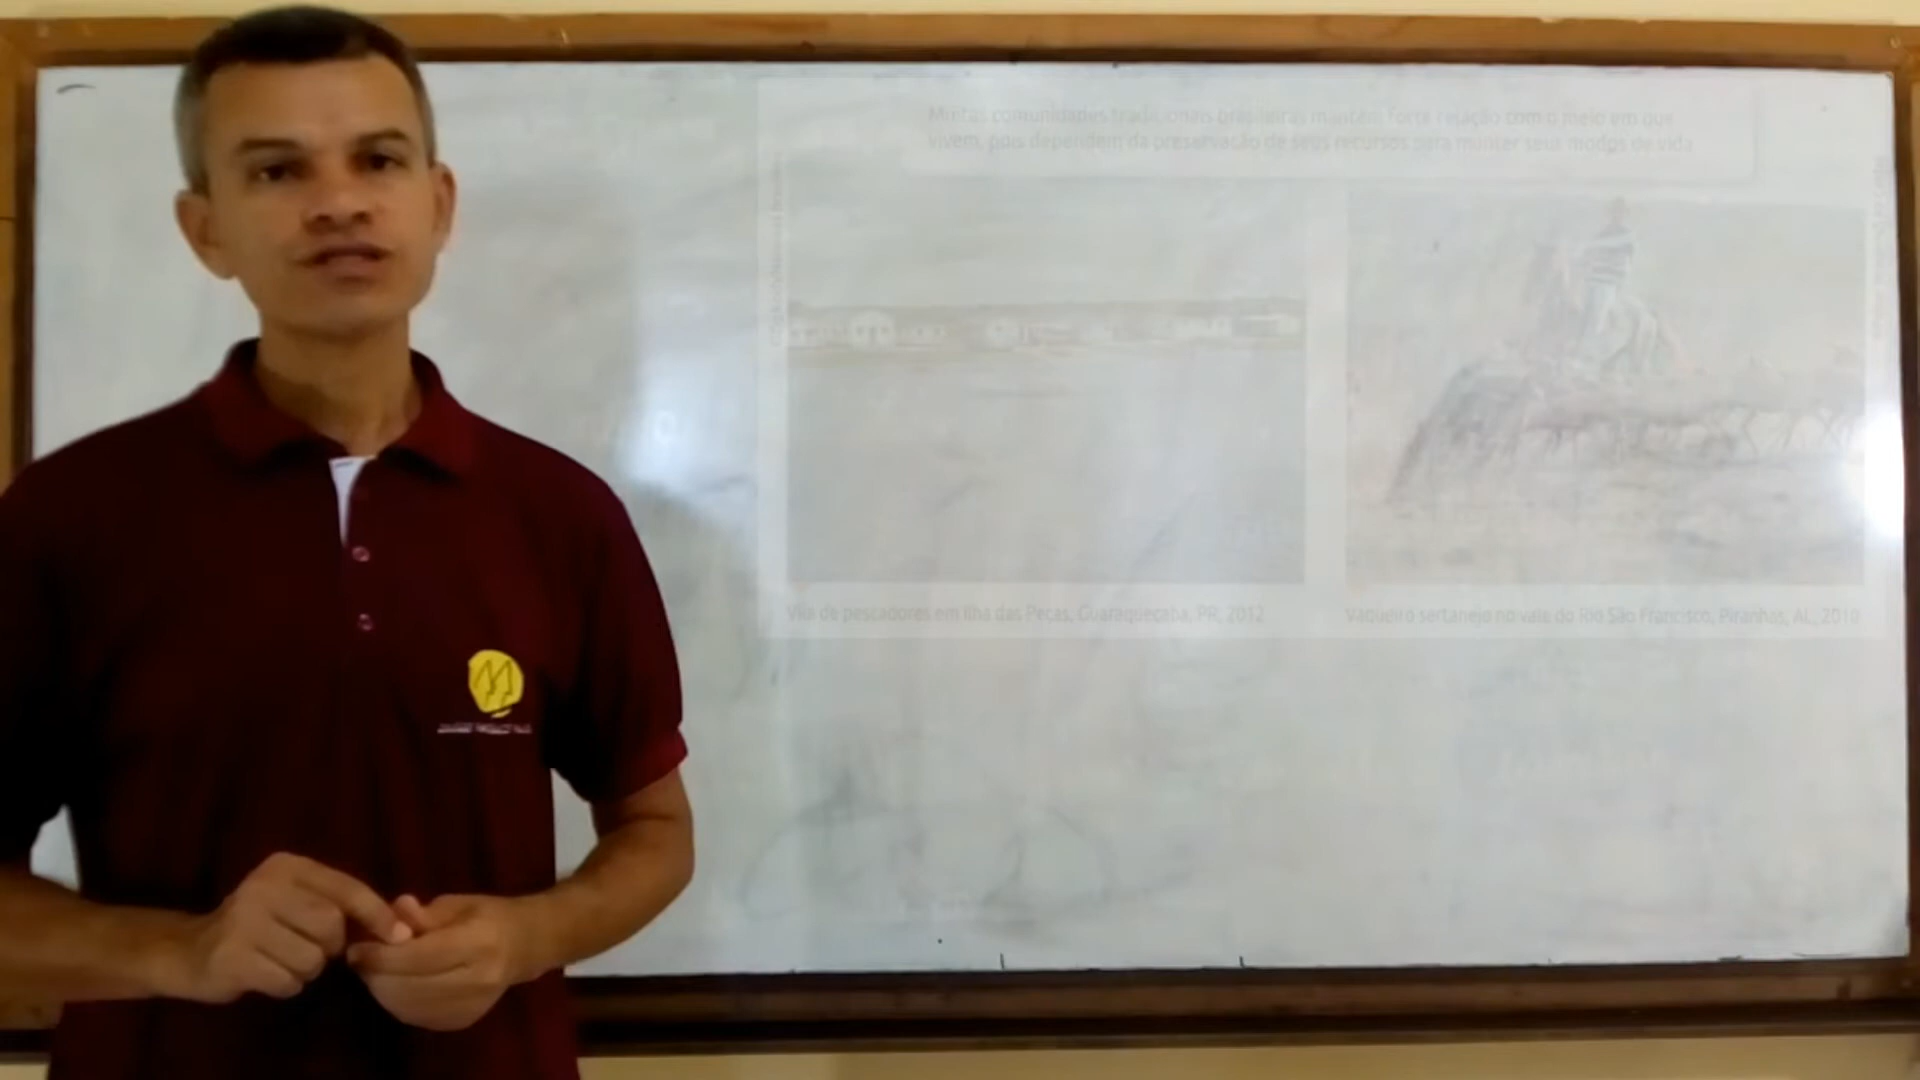 Muitas comunidades tradicionais brasileiras mantêm forte relação com o meio em que
vivem, pois dependem da preservação de seus recursos para manter seus modos de vida
Vila de pescadores em Ilha das Peças, Guaraqueçaba, PR, 2012
Vaqueiro sertanejo no vale do Rio São Francisco, Piranhas, AL, 2010